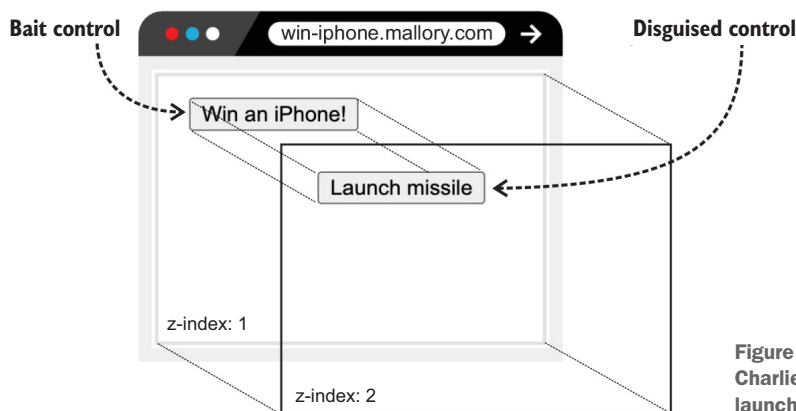 Bait control
win-iphone.mallory.com
Disguised control
Win an iPhone!
Launch missile
z-index: 1
z-index: 2
Figure
Charlie
launch